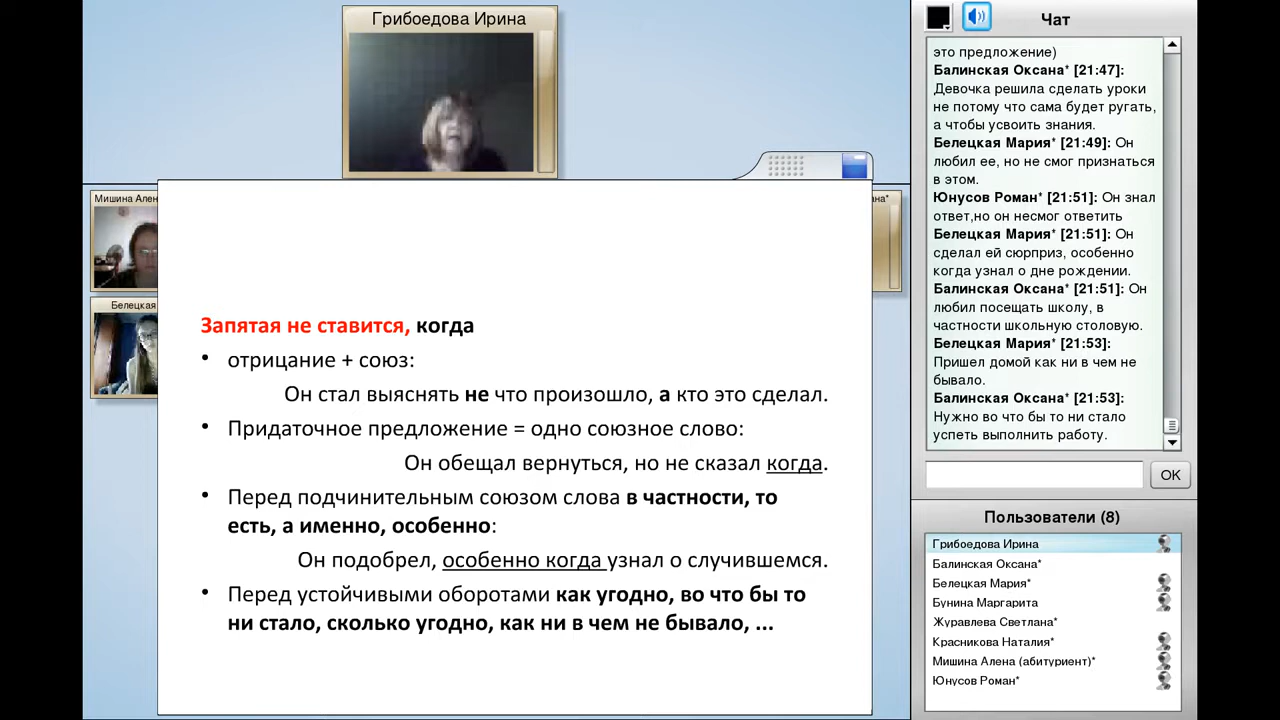 Грибоедова Ирина
Мишина Ален
ана*
Белецкая
Запятая не ставится, когда
• отрицание + союз:
Он стал выяснять не что произошло, а кто это сделал.
• Придаточное предложение = одно союзное слово:
Он обещал вернуться, но не сказал когда.
• Перед подчинительным союзом слова в частности, то
есть, а именно, особенно:
Он подобрел, особенно когда узнал о случившемся.
• Перед устойчивыми оборотами как угодно, во что бы то
ни стало, сколько угодно, как ни в чем не бывало, ...
Чат
это предложение)
Балинская Оксана* [21:47]:
Девочка решила сделать уроки
не потому что сама будет ругать,
а чтобы усвоить знания.
Белецкая Мария* [21:49]: Он
любил ее, но не смог признаться
в этом.
Юнусов Роман* [21:51]: Он знал
ответ,но он несмог ответить
Белецкая Мария* [21:51]: Он
сделал ей сюрприз, особенно
когда узнал о дне рождении.
Балинская Оксана* [21:51]: Он
любил посещать школу, в
частности школьную столовую.
Белецкая Мария* [21:53]:
Пришел домой как ни в чем не
бывало.
Балинская Оксана* [21:53]:
Нужно во что бы то ни стало
успеть выполнить работу.
OK
Пользователи (8)
Грибоедова Ирина
Балинская Оксана*
Белецкая Мария*
Бунина Маргарита
Журавлева Светлана*
Красникова Наталия*
Мишина Алена (абитуриент)*
Юнусов Роман*